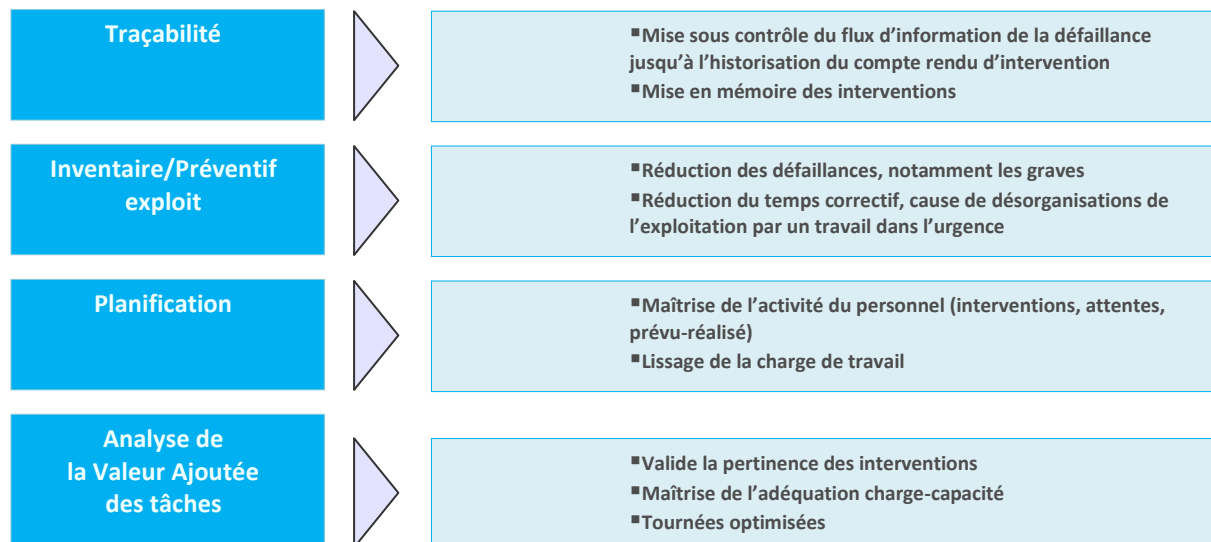 Traçabilité
▪Mise sous contrôle du flux d’information de la défaillance
jusqu’à l’historisation du compte rendu d’intervention
▪Mise en mémoire des interventions
Inventaire/Préventif
exploit
▪Réduction des défaillances, notamment les graves
▪Réduction du temps correctif, cause de désorganisations de
l’exploitation par un travail dans l’urgence
Planification
▪Maîtrise de l’activité du personnel (interventions, attentes,
prévu-réalisé)
▪Lissage de la charge de travail
Analyse de
la Valeur Ajoutée
des tâches
▪Valide la pertinence des interventions
▪Maîtrise de l’adéquation charge-capacité
▪Tournées optimisées